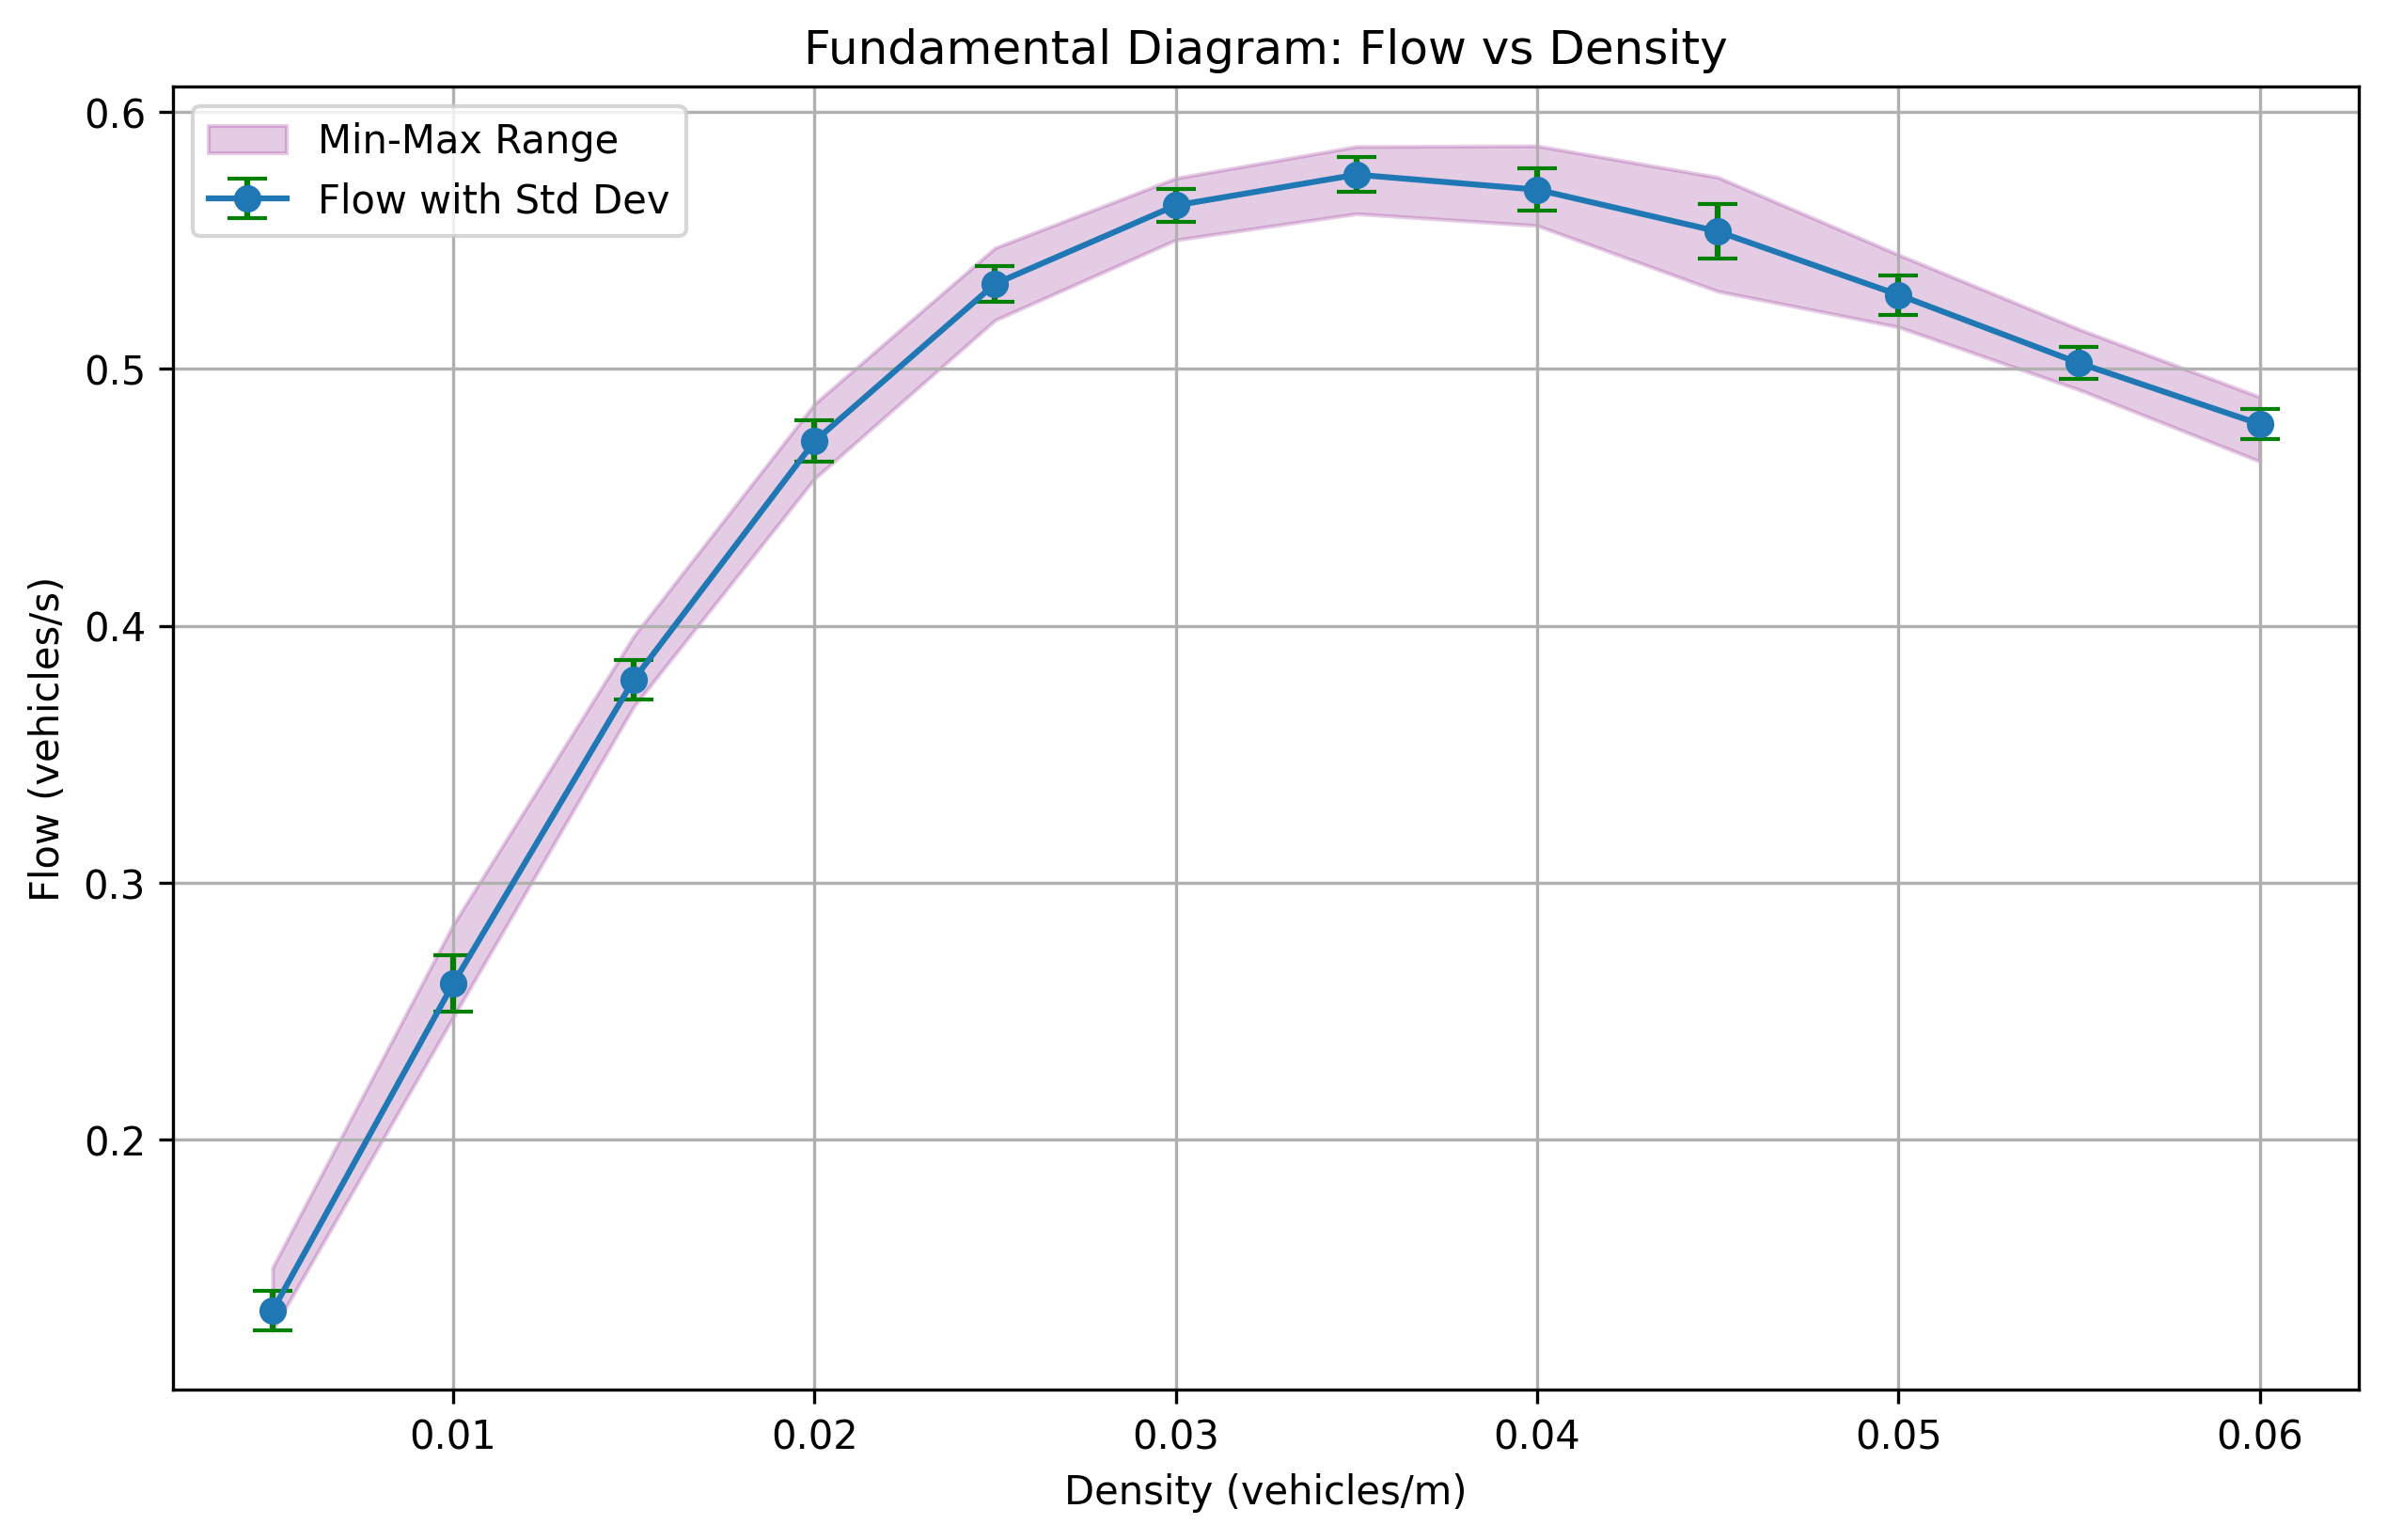 Fundamental Diagram: Flow vs Density
Min-Max Range
Flow with Std Dev
Flow (vehicles/s)
0.6
0.5
0.4
0.3
0.2
0.01 0.02 0.03 0.04 0.05 0.06
Density (vehicles/m)